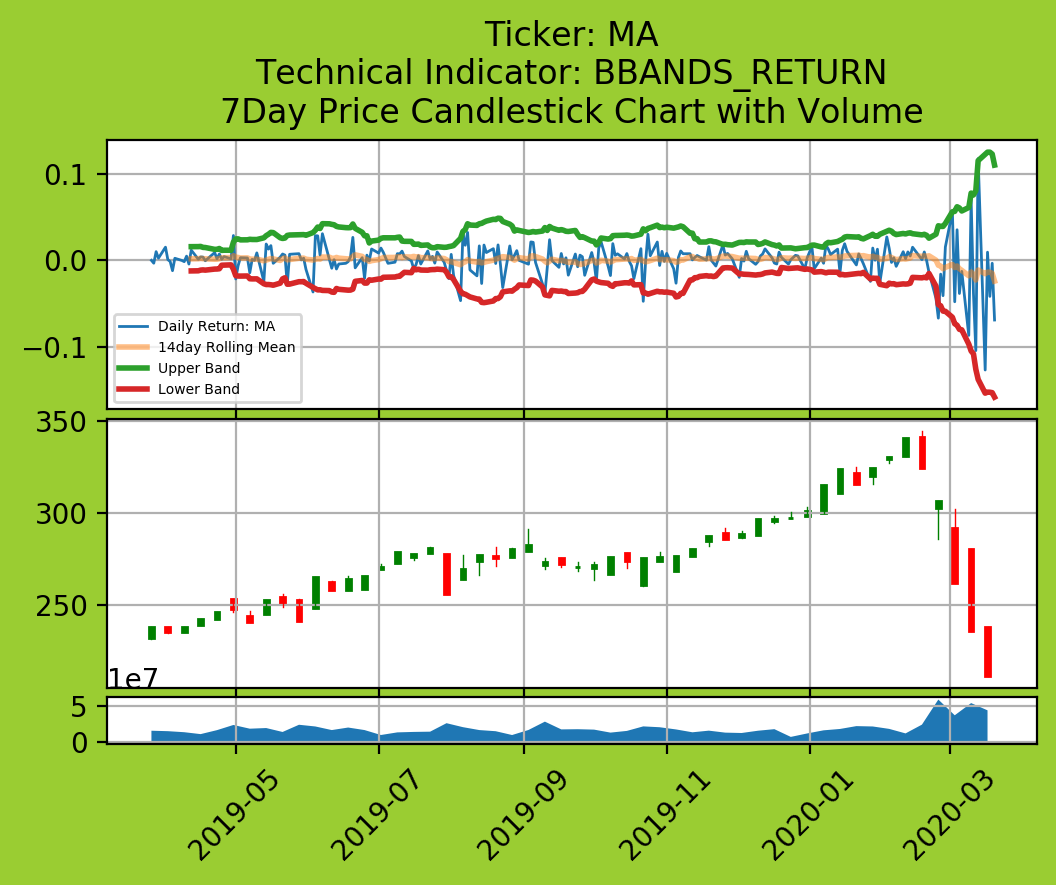 Ticker: MA
Technical Indicator: BBANDS_RETURN
7Day Price Candlestick Chart with Volume
0.1
0.0
−0.1
Daily Return: MA
14day Rolling Mean
Upper Band
Lower Band
350
300
250
1e7
5
0
2019-05
2019-07
2019-09
2019-11
2020-01
2020-03